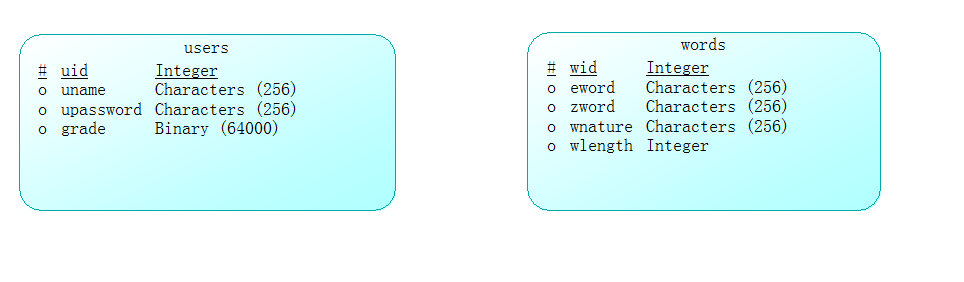 users
# uid Integer
o uname Characters (256)
o upassword Characters (256)
o grade Binary (64000)
words
# wid Integer
o eword Characters (256)
o zword Characters (256)
o wnature Characters (256)
o wlength Integer